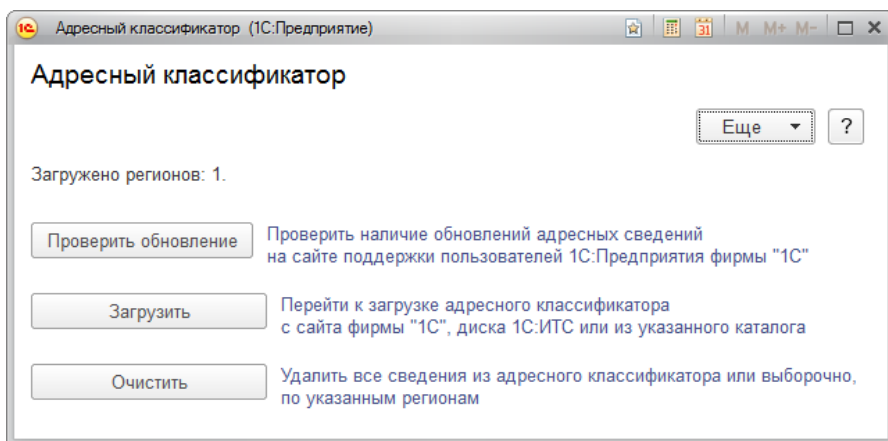 1С Адресный классификатор (1С:Предприятие) 31 M M+ M-
Адресный классификатор
Еще ?
Загружено регионов: 1.
Проверить обновление
Проверить наличие обновлений адресных сведений
на сайте поддержки пользователей 1С:Предприятия фирмы "1С"
Загрузить
Перейти к загрузке адресного классификатора
с сайта фирмы "1С", диска 1С:ИТС или из указанного каталога
Очистить
Удалить все сведения из адресного классификатора или выборочно,
по указанным регионам